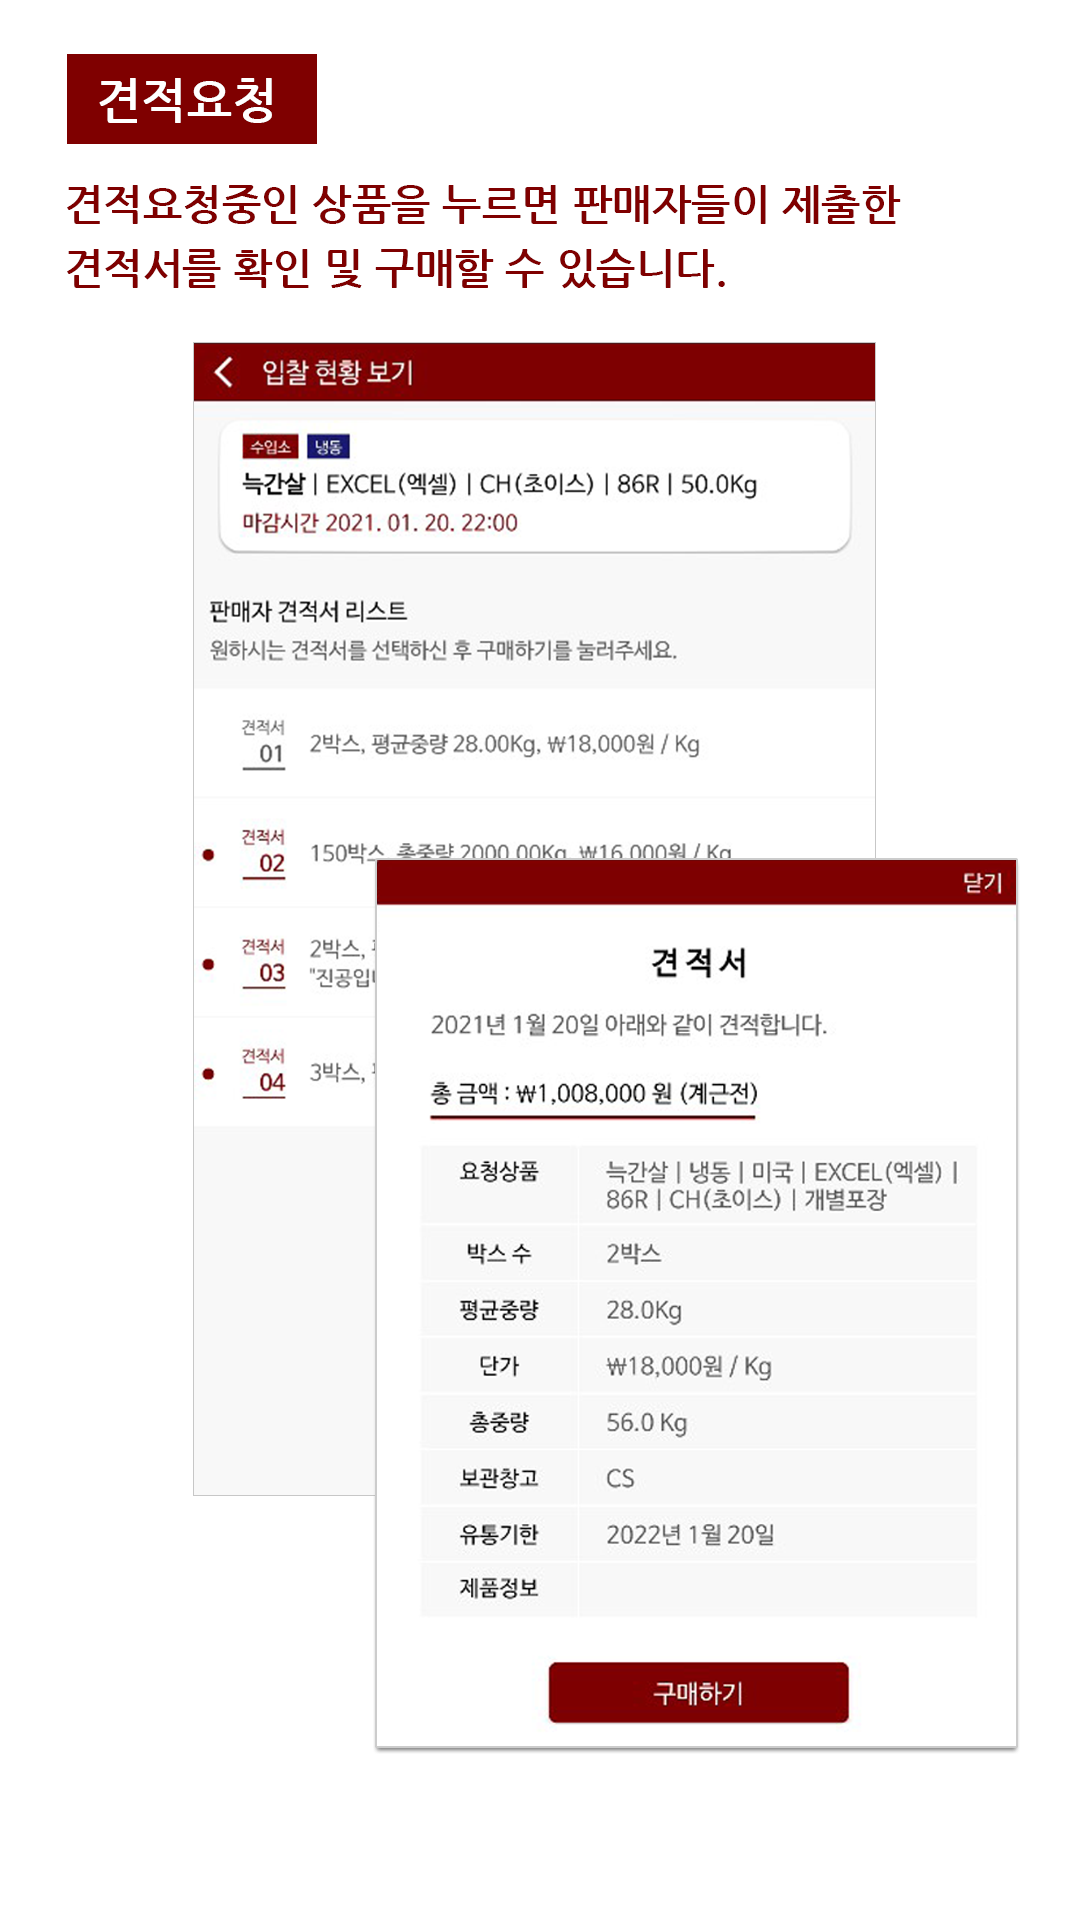 견적요청
견적요청중인 상품을 누르면 판매자들이 제출한
견적서를 확인 및 구매할 수 있습니다.
입찰 현황 보기
수입소 냉동
늑간살 | EXCEL(엑셀) | CH(초이스) | 86R | 50.0Kg
마감시간 2021. 01. 20. 22:00
판매자 견적서 리스트
원하시는 견적서를 선택하신 후 구매하기를 눌러주세요.
견적서
01
2박스, 평균중량 28.00Kg, ₩18,000원 / Kg
견적서
02
150박스, 총중량 2000.00Kg, ₩16,000원 / Kg
견적서
03
2박스,
"진공입
견적서
04
3박스,
닫기
견적서
2021년 1월 20일 아래와 같이 견적합니다.
총 금액 : ₩1,008,000 원 (계근전)
요청상품
늑간살 | 냉동 | 미국 | EXCEL(엑셀) |
86R | CH(초이스) | 개별포장
박스 수 2박스
평균중량 28.0Kg
단가 ₩18,000원 / Kg
총중량 56.0 Kg
보관창고 CS
유통기한 2022년 1월 20일
제품정보
구매하기